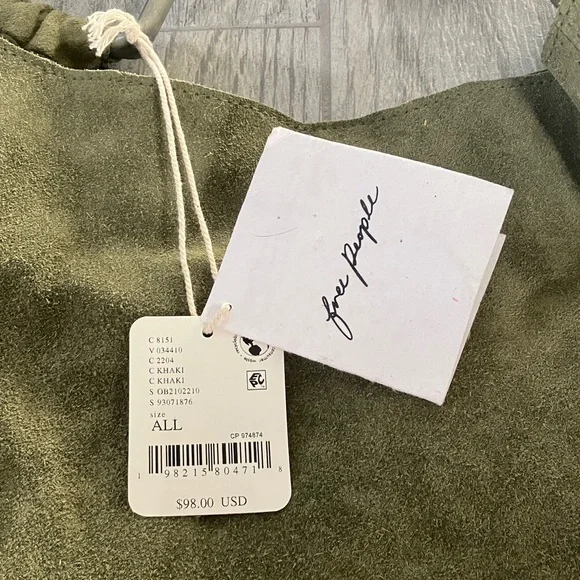 free people
C 8151
V 034410
C 2204
C KHAKI
C KHAKI
S OB2102210
S 93071876
size
ALL
CP 974874
1 98215 80471 8
$98.00 USD